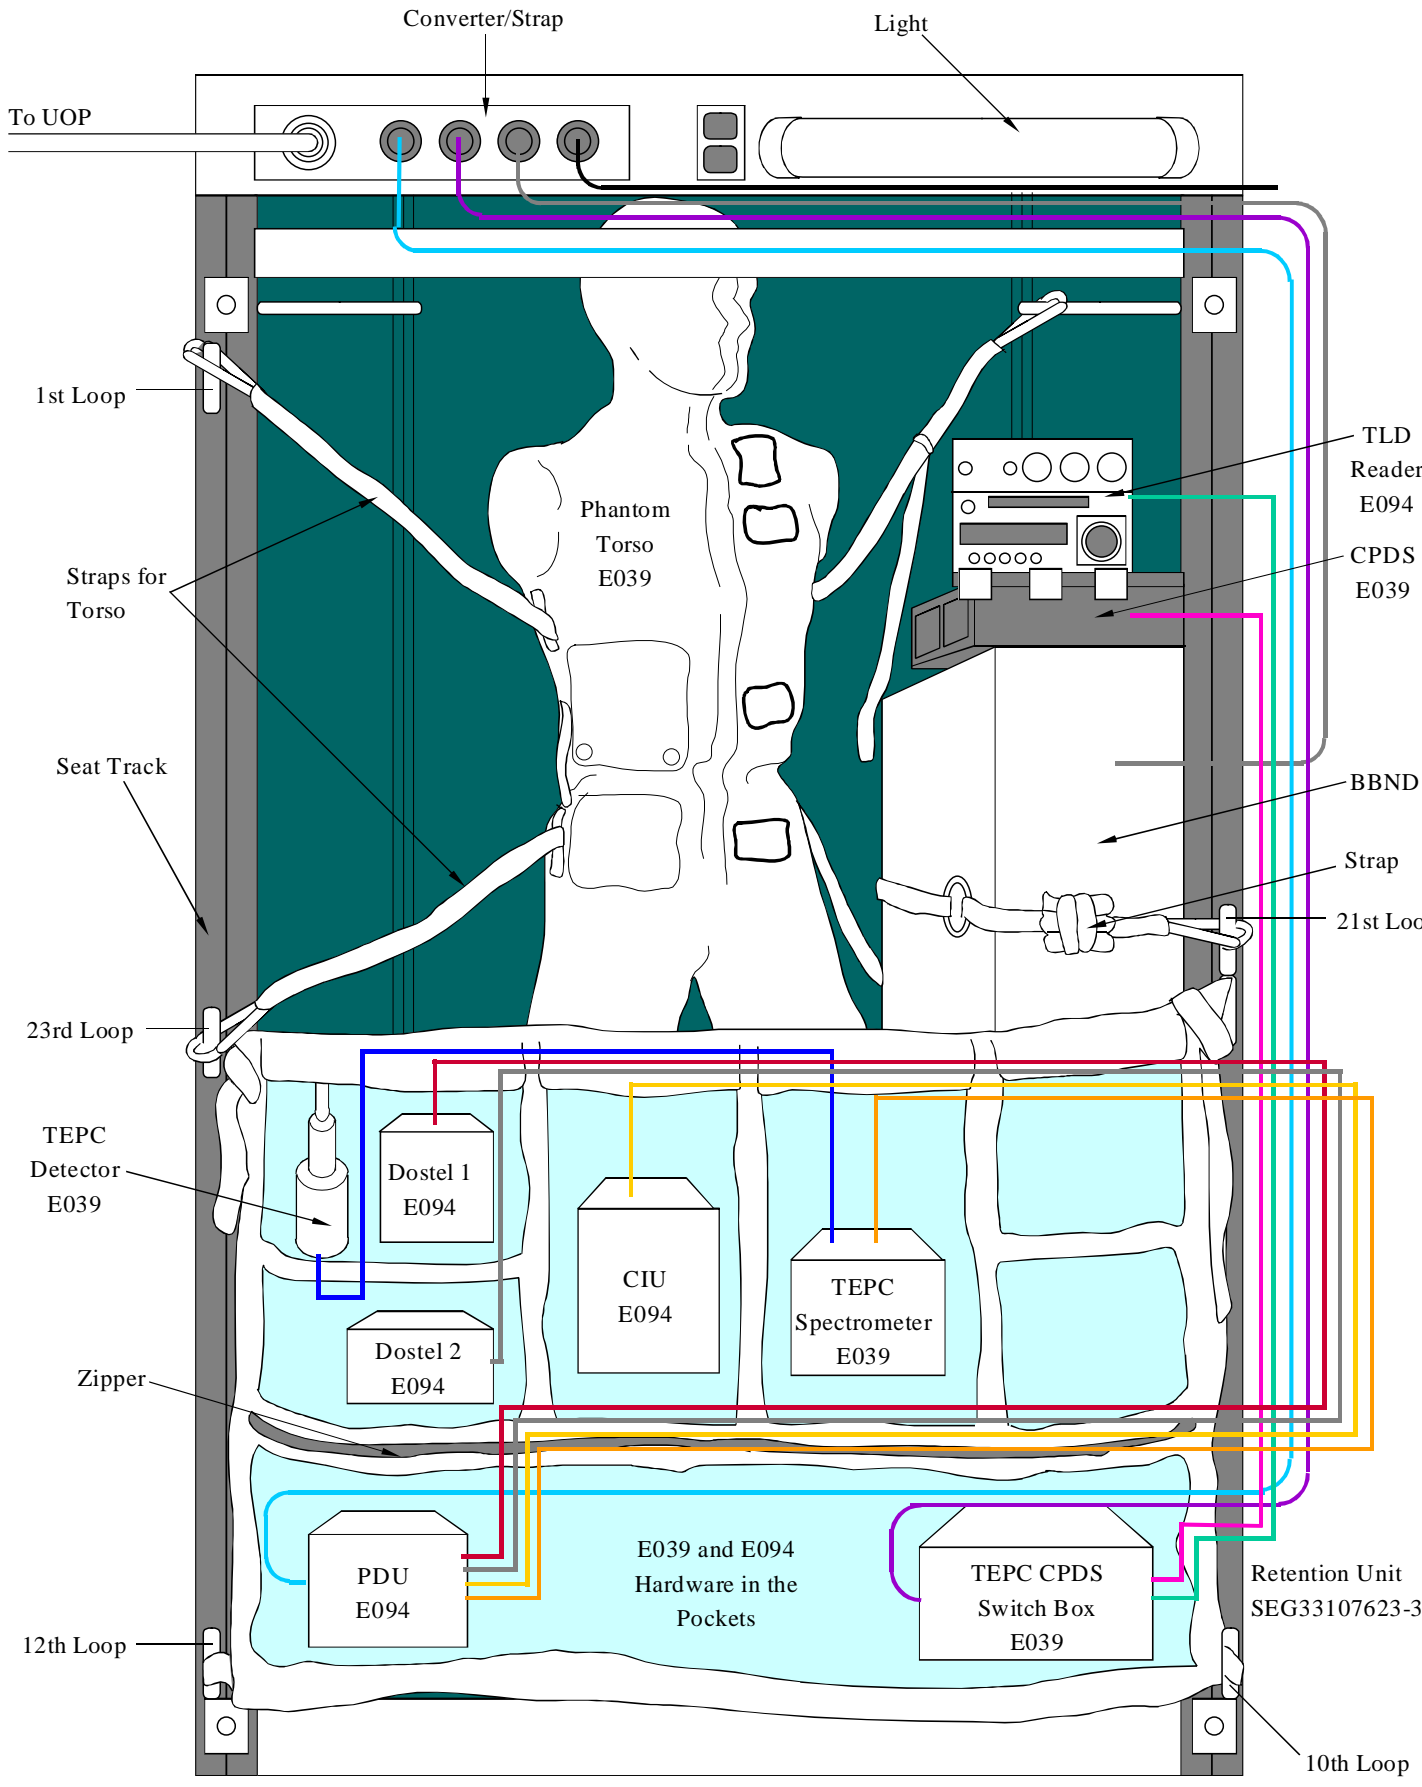 Converter/Strap
Light
To UOP
1st Loop
TLD
Reader
E094
Phantom
Torso
E039
CPDS
E039
Straps for
Torso
Seat Track
BBND
Strap
21st Loo
23rd Loop
TEPC
Detector
E039
Dostel 1
E094
CIU
E094
TEPC
Spectrometer
E039
Dostel 2
E094
Zipper
PDU
E094
E039 and E094
Hardware in the
Pockets
TEPC CPDS
Switch Box
E039
Retention Unit
SEG33107623-3
12th Loop
10th Loop